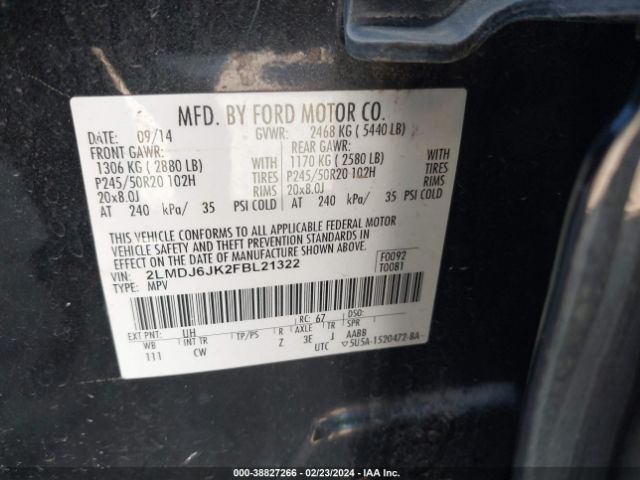 MFD. BY FORD MOTOR CO.
DATE: 09/14 GVWR: 2468 KG ( 5440 LB)
FRONT GAWR: REAR GAWR:
1306 KG ( 2880 LB) WITH 1170 KG ( 2580 LB) WITH
P245/50R20 102H TIRES P245/50R20 102H TIRES
20x8.0J RIMS 20x8.0J RIMS
AT 240 kPa/ 35 PSI COLD AT 240 kPa/ 35 PSI COLD
THIS VEHICLE CONFORMS TO ALL APPLICABLE FEDERAL MOTOR
VEHICLE SAFETY AND THEFT PREVENTION STANDARDS IN
EFFECT ON THE DATE OF MANUFACTURE SHOWN ABOVE.
VIN: 2LMDJ6JK2FBL21322 F0092
TYPE: MPV T0081
EXT PNT: UH RC: 67 DSO:
WB INT TR TP/PS R AXLE TR SPR
111 CW Z 3E J AABB
UTC 5U5A-1520472-BA
000-38827266 - 02/23/2024 - IAA Inc.